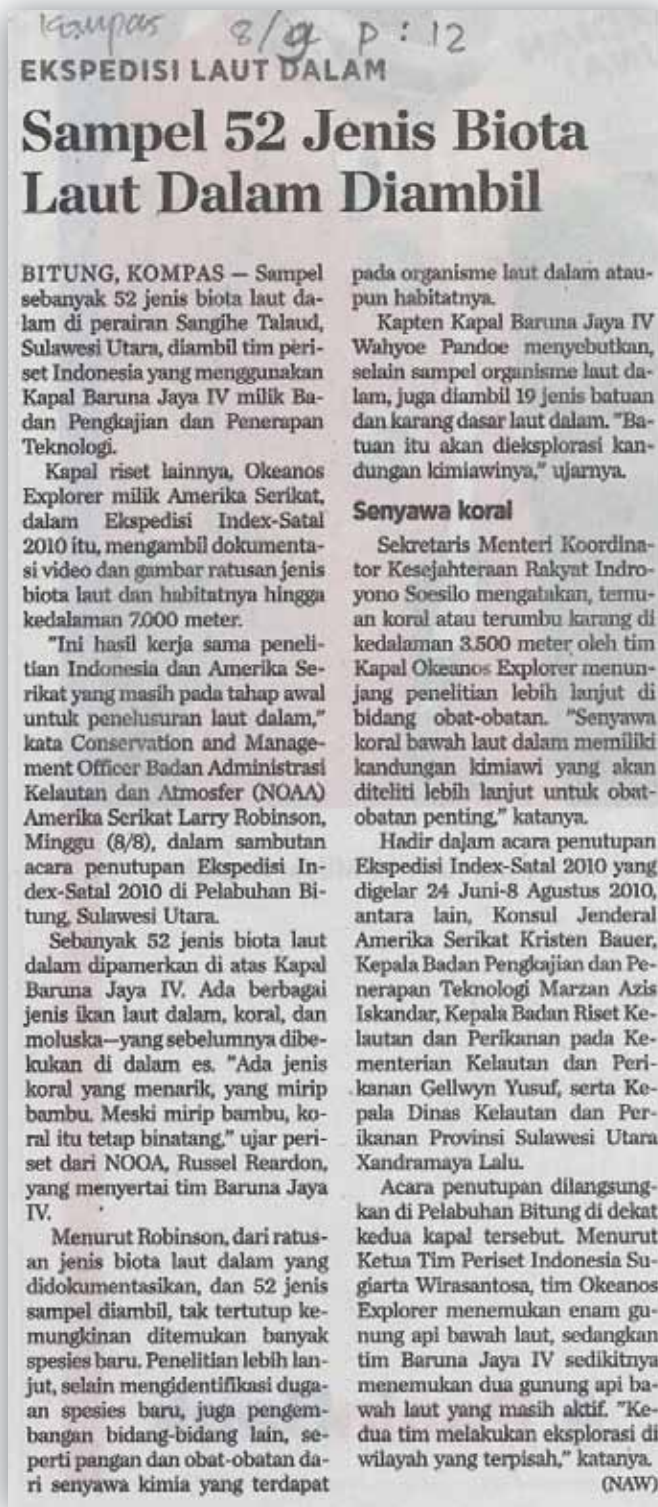 Kompas 8/9 p : 12
EKSPEDISI LAUT DALAM
Sampel 52 Jenis Biota
Laut Dalam Diambil
BITUNG, KOMPAS — Sampel
sebanyak 52 jenis biota laut da-
lam di perairan Sangihe Talaud,
Sulawesi Utara, diambil tim peri-
set Indonesia yang menggunakan
Kapal Baruna Jaya IV milik Ba-
dan Pengkajian dan Penerapan
Teknologi.
Kapal riset lainnya, Okeanos
Explorer milik Amerika Serikat,
dalam Ekspedisi Index-Satal
2010 itu, mengambil dokumenta-
si video dan gambar ratusan jenis
biota laut dan habitatnya hingga
kedalaman 7.000 meter.
"Ini hasil kerja sama peneli-
tian Indonesia dan Amerika Se-
rikat yang masih pada tahap awal
untuk penelusuran laut dalam,"
kata Conservation and Manage-
ment Officer Badan Administrasi
Kelautan dan Atmosfer (NOAA)
Amerika Serikat Larry Robinson,
Minggu (8/8), dalam sambutan
acara penutupan Ekspedisi In-
dex-Satal 2010 di Pelabuhan Bi-
tung, Sulawesi Utara.
Sebanyak 52 jenis biota laut
dalam dipamerkan di atas Kapal
Baruna Jaya IV. Ada berbagai
jenis ikan laut dalam, koral, dan
moluska—yang sebelumnya dibe-
kukan di dalam es. "Ada jenis
koral yang menarik, yang mirip
bambu. Meski mirip bambu, ko-
ral itu tetap binatang," ujar peri-
set dari NOOA, Russel Reardon,
yang menyertai tim Baruna Jaya
IV.
Menurut Robinson, dari ratus-
an jenis biota laut dalam yang
didokumentasikan, dan 52 jenis
sampel diambil, tak tertutup ke-
mungkinan ditemukan banyak
spesies baru. Penelitian lebih lan-
jut, selain mengidentifikasi duga-
an spesies baru, juga pengem-
bangan bidang-bidang lain, se-
perti pangan dan obat-obatan da-
ri senyawa kimia yang terdapat
pada organisme laut dalam atau-
pun habitatnya.
Kapten Kapal Baruna Jaya IV
Wahyoe Pandoe menyebutkan,
selain sampel organisme laut da-
lam, juga diambil 19 jenis batuan
dan karang dasar laut dalam. "Ba-
tuan itu akan dieksplorasi kan-
dungan kimiawinya," ujarnya.
Senyawa koral
Sekretaris Menteri Koordina-
tor Kesejahteraan Rakyat Indro-
yono Soesilo mengatakan, temu-
an koral atau terumbu karang di
kedalaman 3.500 meter oleh tim
Kapal Okeanos Explorer menun-
jang penelitian lebih lanjut di
bidang obat-obatan. "Senyawa
koral bawah laut dalam memiliki
kandungan kimiawi yang akan
diteliti lebih lanjut untuk obat-
obatan penting," katanya.
Hadir dalam acara penutupan
Ekspedisi Index-Satal 2010 yang
digelar 24 Juni-8 Agustus 2010,
antara lain, Konsul Jenderal
Amerika Serikat Kristen Bauer,
Kepala Badan Pengkajian dan Pe-
nerapan Teknologi Marzan Azis
Iskandar, Kepala Badan Riset Ke-
lautan dan Perikanan pada Ke-
menterian Kelautan dan Peri-
kanan Gellwyn Yusuf, serta Ke-
pala Dinas Kelautan dan Per-
ikanan Provinsi Sulawesi Utara
Xandramaya Lalu.
Acara penutupan dilangsung-
kan di Pelabuhan Bitung di dekat
kedua kapal tersebut. Menurut
Ketua Tim Periset Indonesia Su-
giarta Wirasantosa, tim Okeanos
Explorer menemukan enam gu-
nung api bawah laut, sedangkan
tim Baruna Jaya IV sedikitnya
menemukan dua gunung api ba-
wah laut yang masih aktif. "Ke-
dua tim melakukan eksplorasi di
wilayah yang terpisah," katanya.
(NAW)